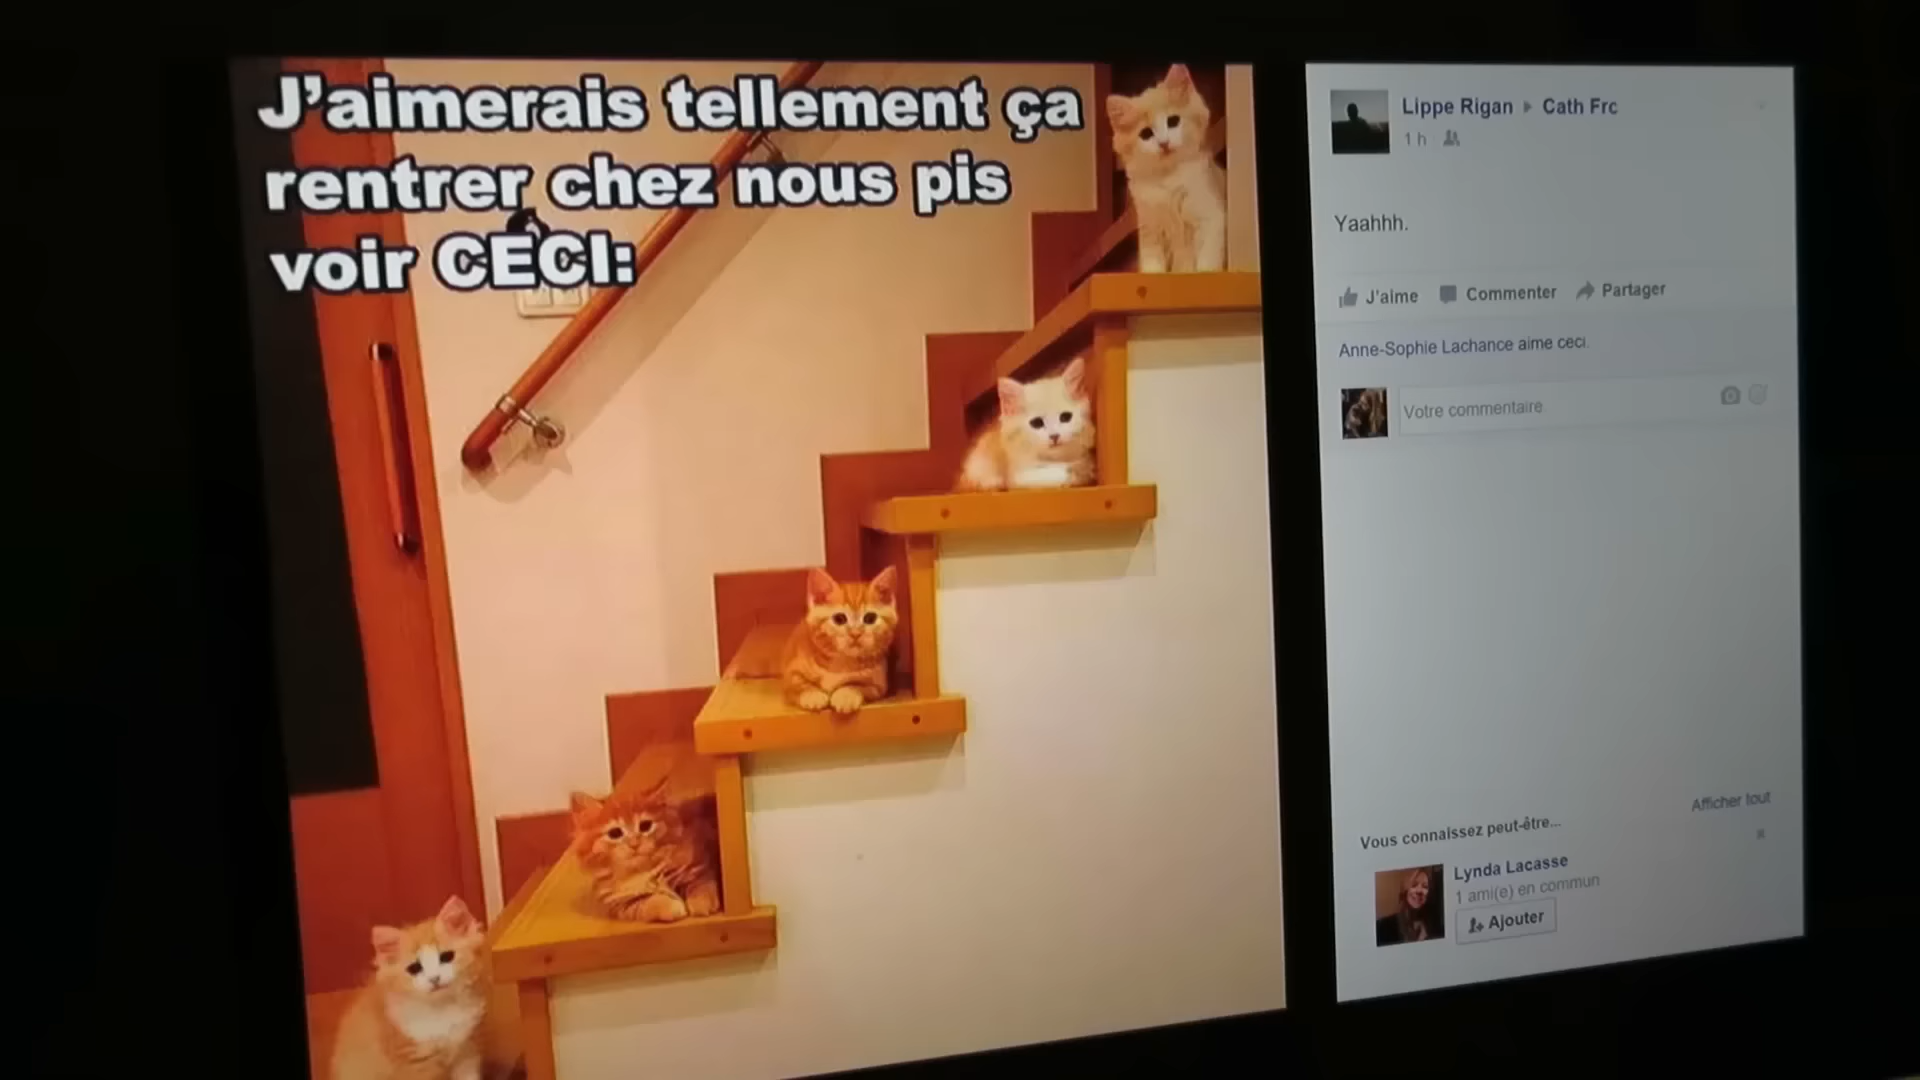 J'aimerais tellement ça
rentrer chez nous pis
voir CECI:
Lippe Rigan Cath Frc
1 h
Yaahhh.
J'aime Commenter Partager
Anne-Sophie Lachance aime ceci.
Votre commentaire
Afficher tout
Vous connaissez peut-être...
Lynda Lacasse
1 ami(e) en commun
Ajouter